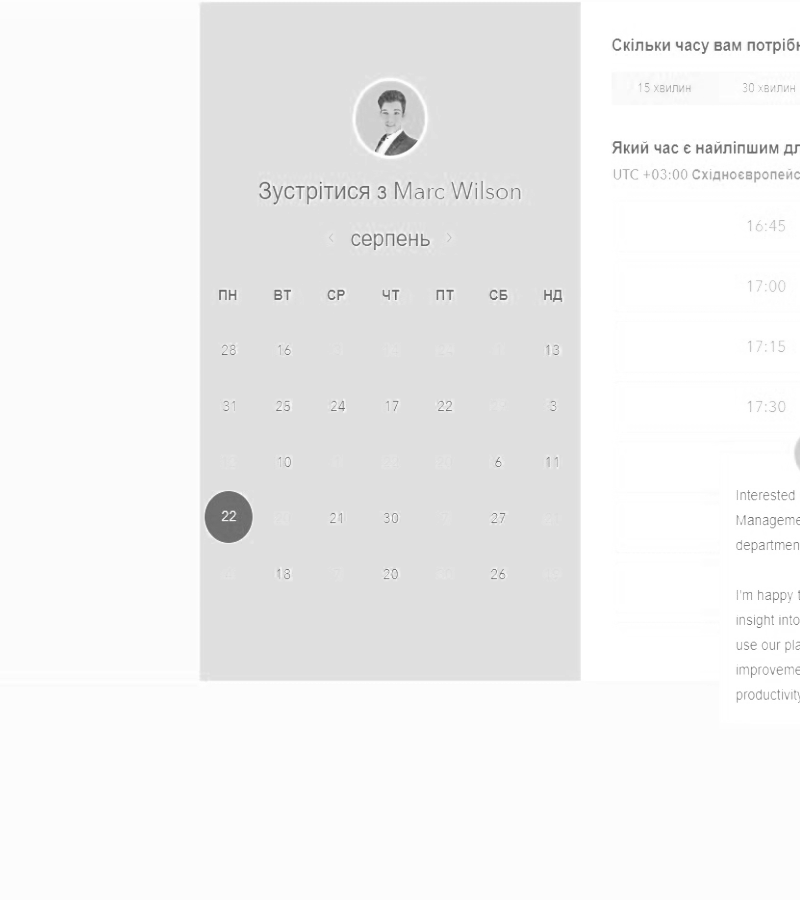 Скільки часу вам потріб
15 хвилин 30 хвилин
Зустрітися з Marc Wilson
‹ серпень ›
ПН ВТ СР ЧТ ПТ СБ НД
28 16 13
31 25 24 17 22 3
10 6 11
22 21 30 27
18 20 26
Який час є найліпшим дл
UTC +03:00 Східноєвропейс
16:45
17:00
17:15
17:30
Interested
Manageme
departmen
I'm happy t
insight into
use our pla
improveme
productivity